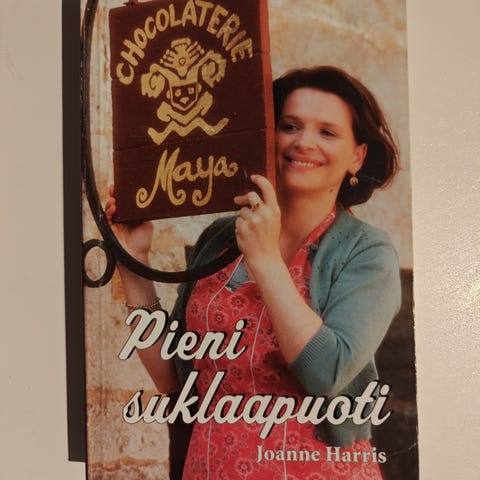 CHOCOLATERIE
Maya
Pieni
suklaapuoti
Joanne Harris